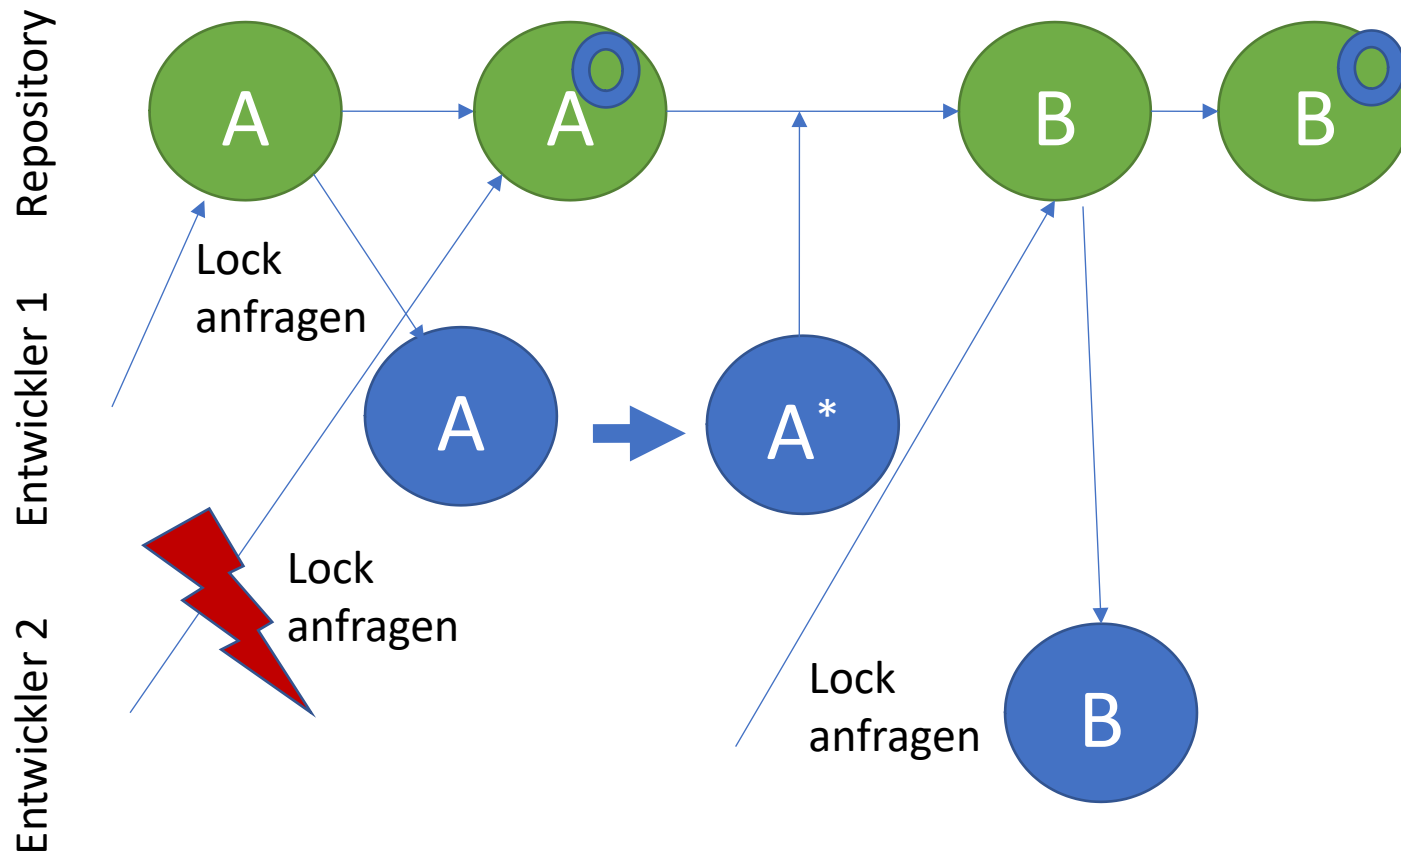 Repository
A
A
B
B
Lock
anfragen
Entwickler 1
A
A*
Lock
anfragen
Entwickler 2
Lock
anfragen
B